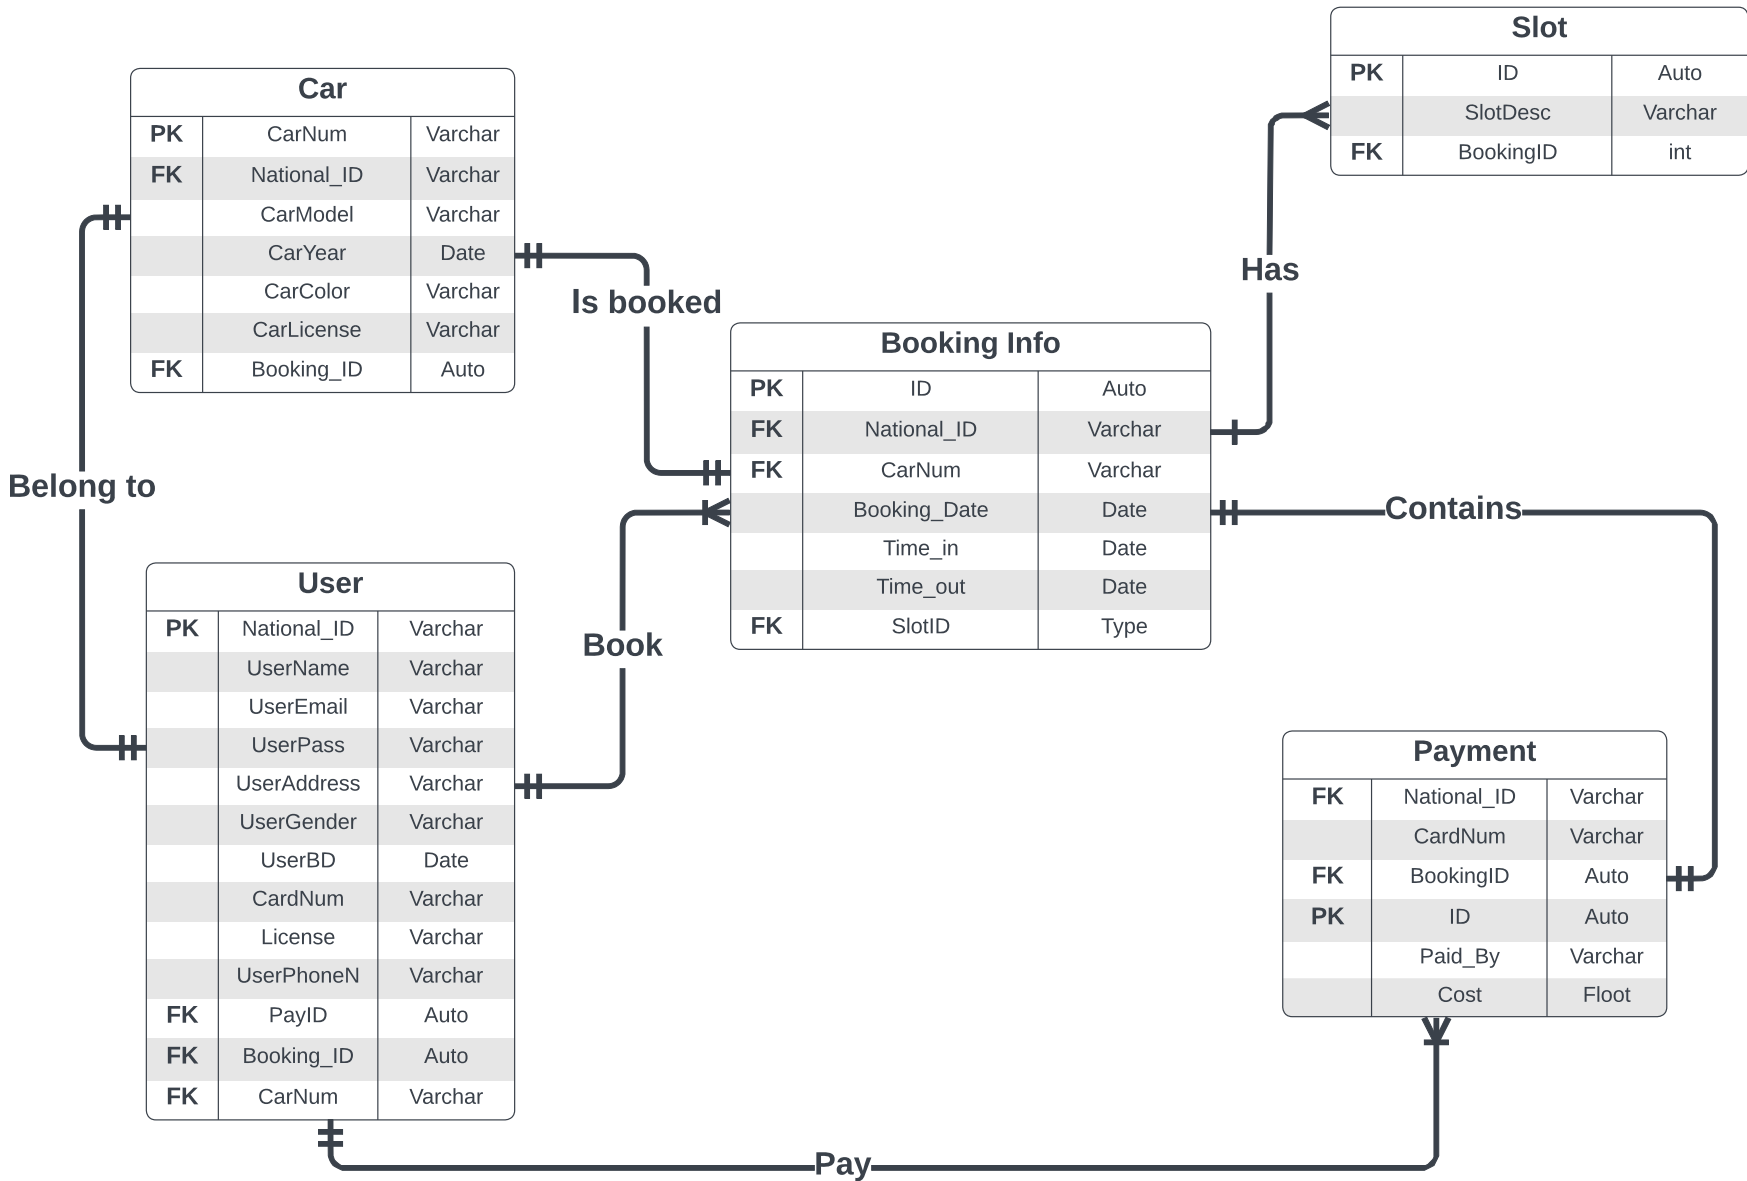 Slot
PK ID Auto
SlotDesc Varchar
FK BookingID int
Car
PK CarNum Varchar
FK National_ID Varchar
CarModel Varchar
CarYear Date
CarColor Varchar
CarLicense Varchar
FK Booking_ID Auto
Has
Is booked
Booking Info
PK ID Auto
FK National_ID Varchar
FK CarNum Varchar
Booking_Date Date
Time_in Date
Time_out Date
FK SlotID Type
Belong to
Contains
Book
User
PK National_ID Varchar
UserName Varchar
UserEmail Varchar
UserPass Varchar
UserAddress Varchar
UserGender Varchar
UserBD Date
CardNum Varchar
License Varchar
UserPhoneN Varchar
FK PayID Auto
FK Booking_ID Auto
FK CarNum Varchar
Payment
FK National_ID Varchar
CardNum Varchar
FK BookingID Auto
PK ID Auto
Paid_By Varchar
Cost Floot
Pay